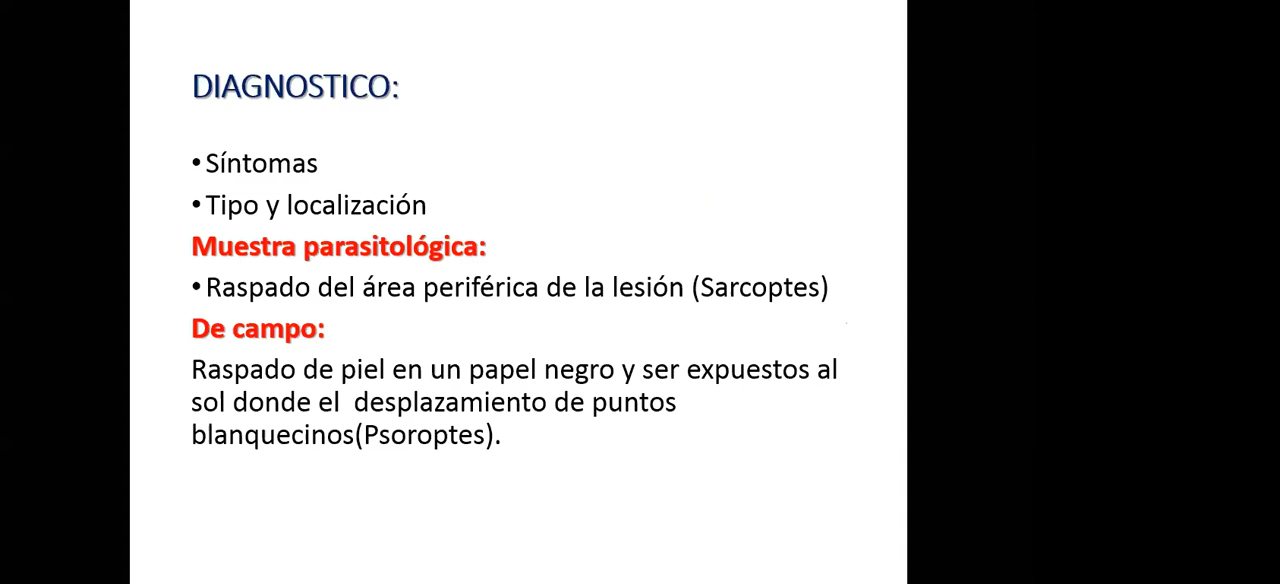 DIAGNOSTICO:
• Síntomas
• Tipo y localización
Muestra parasitológica:
• Raspado del área periférica de la lesión (Sarcoptes)
De campo:
Raspado de piel en un papel negro y ser expuestos al
sol donde el  desplazamiento de puntos
blanquecinos(Psoroptes).